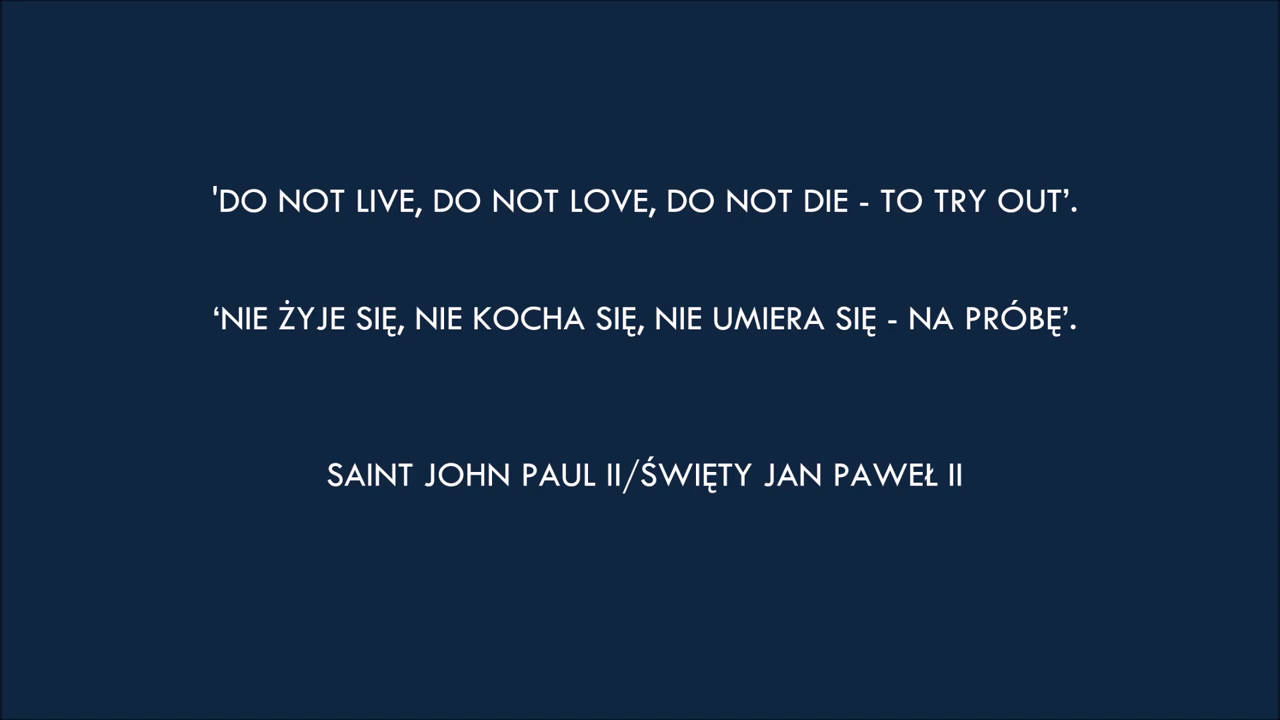 'DO NOT LIVE, DO NOT LOVE, DO NOT DIE - TO TRY OUT’.
‘NIE ŻYJE SIĘ, NIE KOCHA SIĘ, NIE UMIERA SIĘ - NA PRÓBĘ’.
SAINT JOHN PAUL II/ŚWIĘTY JAN PAWEŁ II